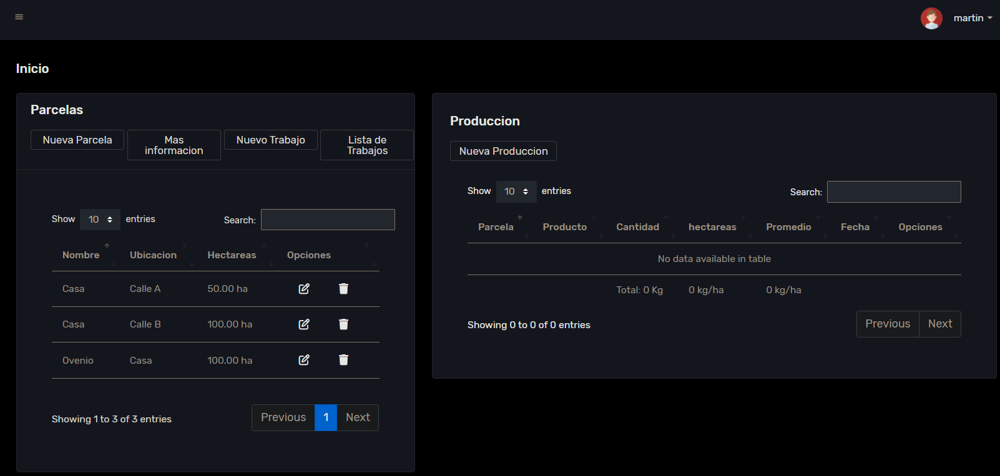 martin
Inicio
Parcelas
Nueva Parcela
Mas
informacion
Nuevo Trabajo
Lista de
Trabajos
Show 10 entries
Search:
Nombre Ubicacion Hectareas Opciones
Casa Calle A 50.00 ha
Casa Calle B 100.00 ha
Ovenio Casa 100.00 ha
Showing 1 to 3 of 3 entries
Previous 1 Next
Produccion
Nueva Produccion
Show 10 entries
Search:
Parcela Producto Cantidad hectareas Promedio Fecha Opciones
No data available in table
Total: 0 Kg 0 kg/ha 0 kg/ha
Showing 0 to 0 of 0 entries
Previous Next